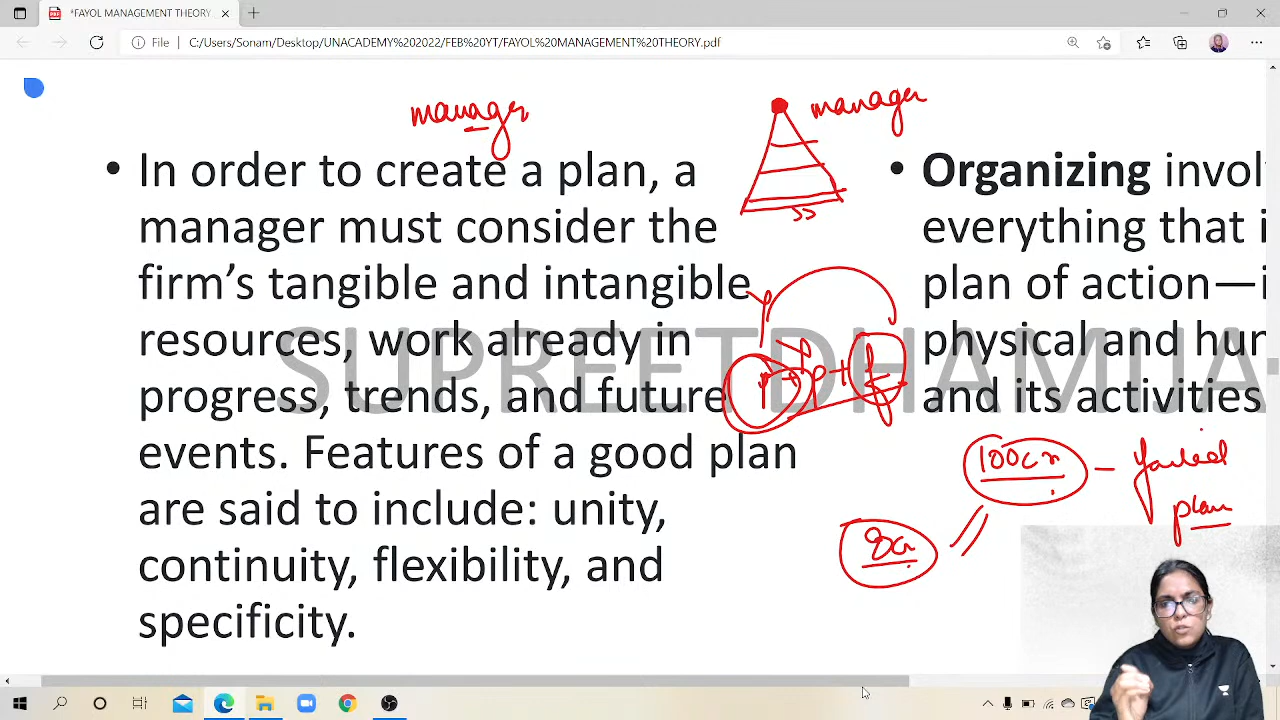 *FAYOL MANAGEMENT THEORY
File
C:/Users/Sonam/Desktop/UNACADEMY%202022/FEB%20YT/FAYOL%20MANAGEMENT%20THEORY.pdf
manager
manager
• In order to create a plan, a
manager must consider the
firm’s tangible and intangible
resources, work already in
progress, trends, and future
events. Features of a good plan
are said to include: unity,
continuity, flexibility, and
specificity.
• Organizing invol
everything that i
plan of action—i
physical and hur
and its activities
SUPREETDHAMIJA
100cr
plan